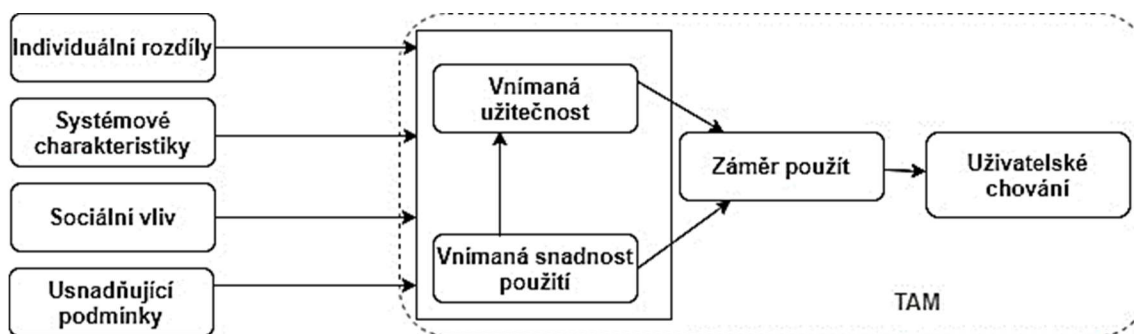 Individuální rozdíly
Systémové
charakteristiky
Sociální vliv
Usnadňující
podmínky
Vnímaná
užitečnost
Vnímaná snadnost
použití
Záměr použít
Uživatelské
chování
TAM